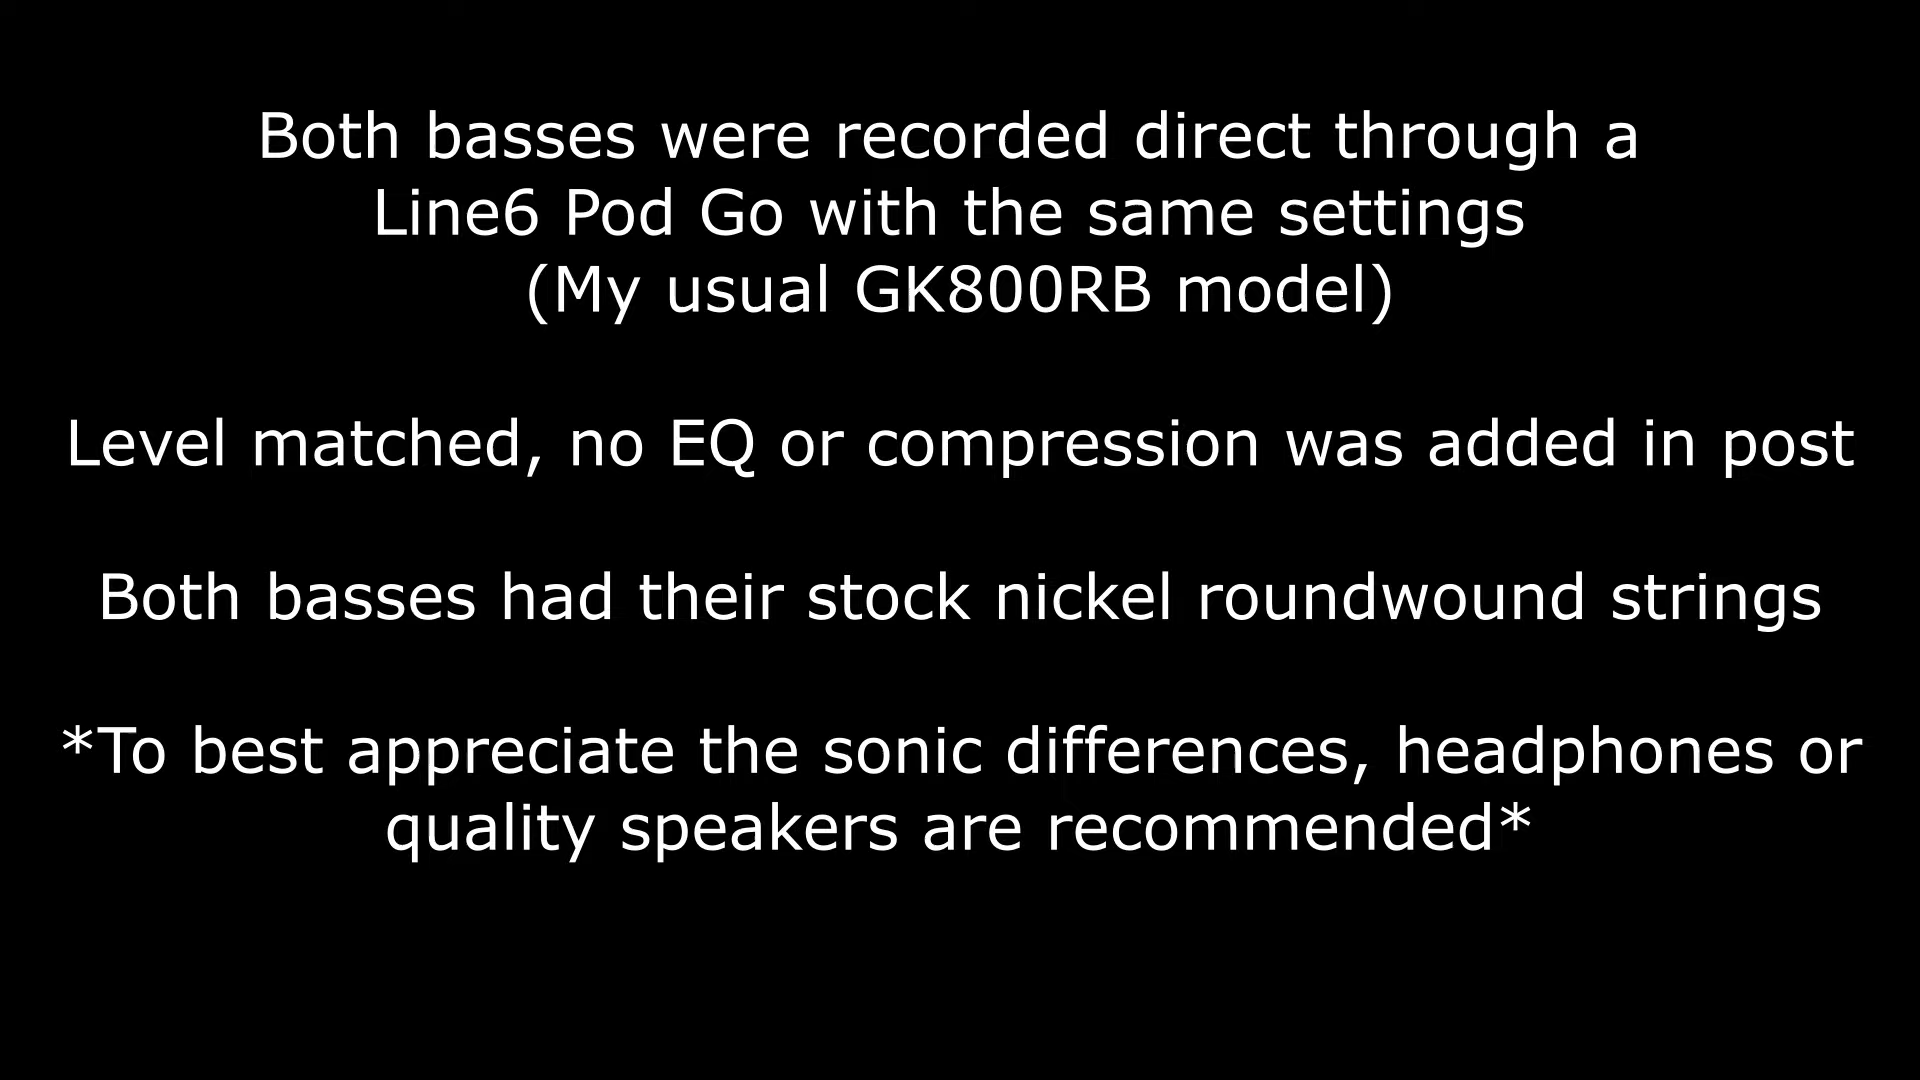 Both basses were recorded direct through a
Line6 Pod Go with the same settings
(My usual GK800RB model)
Level matched, no EQ or compression was added in post
Both basses had their stock nickel roundwound strings
*To best appreciate the sonic differences, headphones or
quality speakers are recommended*